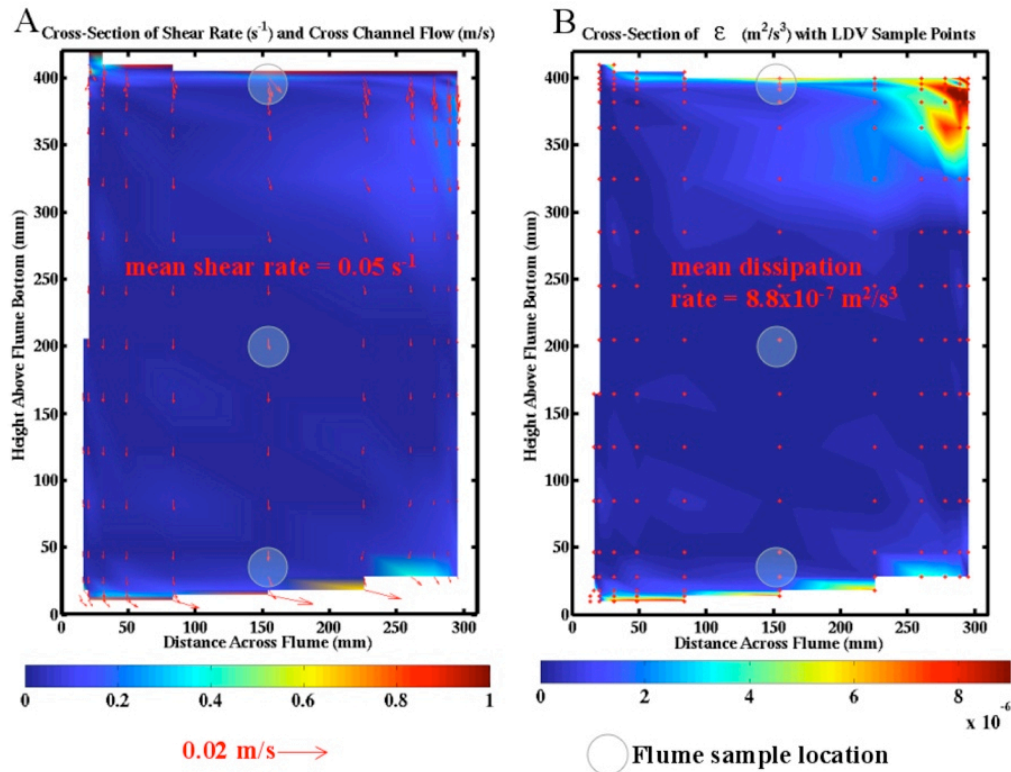 A
Cross-Section of Shear Rate (s-1) and Cross Channel Flow (m/s)
400
350
300
250
200
150
100
50
0
Height Above Flume Bottom (mm)
mean shear rate = 0.05 s-1
0 50 100 150 200 250 300
Distance Across Flume (mm)
0 0.2 0.4 0.6 0.8 1
0.02 m/s
B
Cross-Section of ε (m2/s3) with LDV Sample Points
400
350
300
250
200
150
100
50
0
Height Above Flume Bottom (mm)
mean dissipation
rate = 8.8x10-7 m2/s3
0 50 100 150 200 250 300
Distance Across Flume (mm)
0 2 4 6 8
x 10-6
Flume sample location